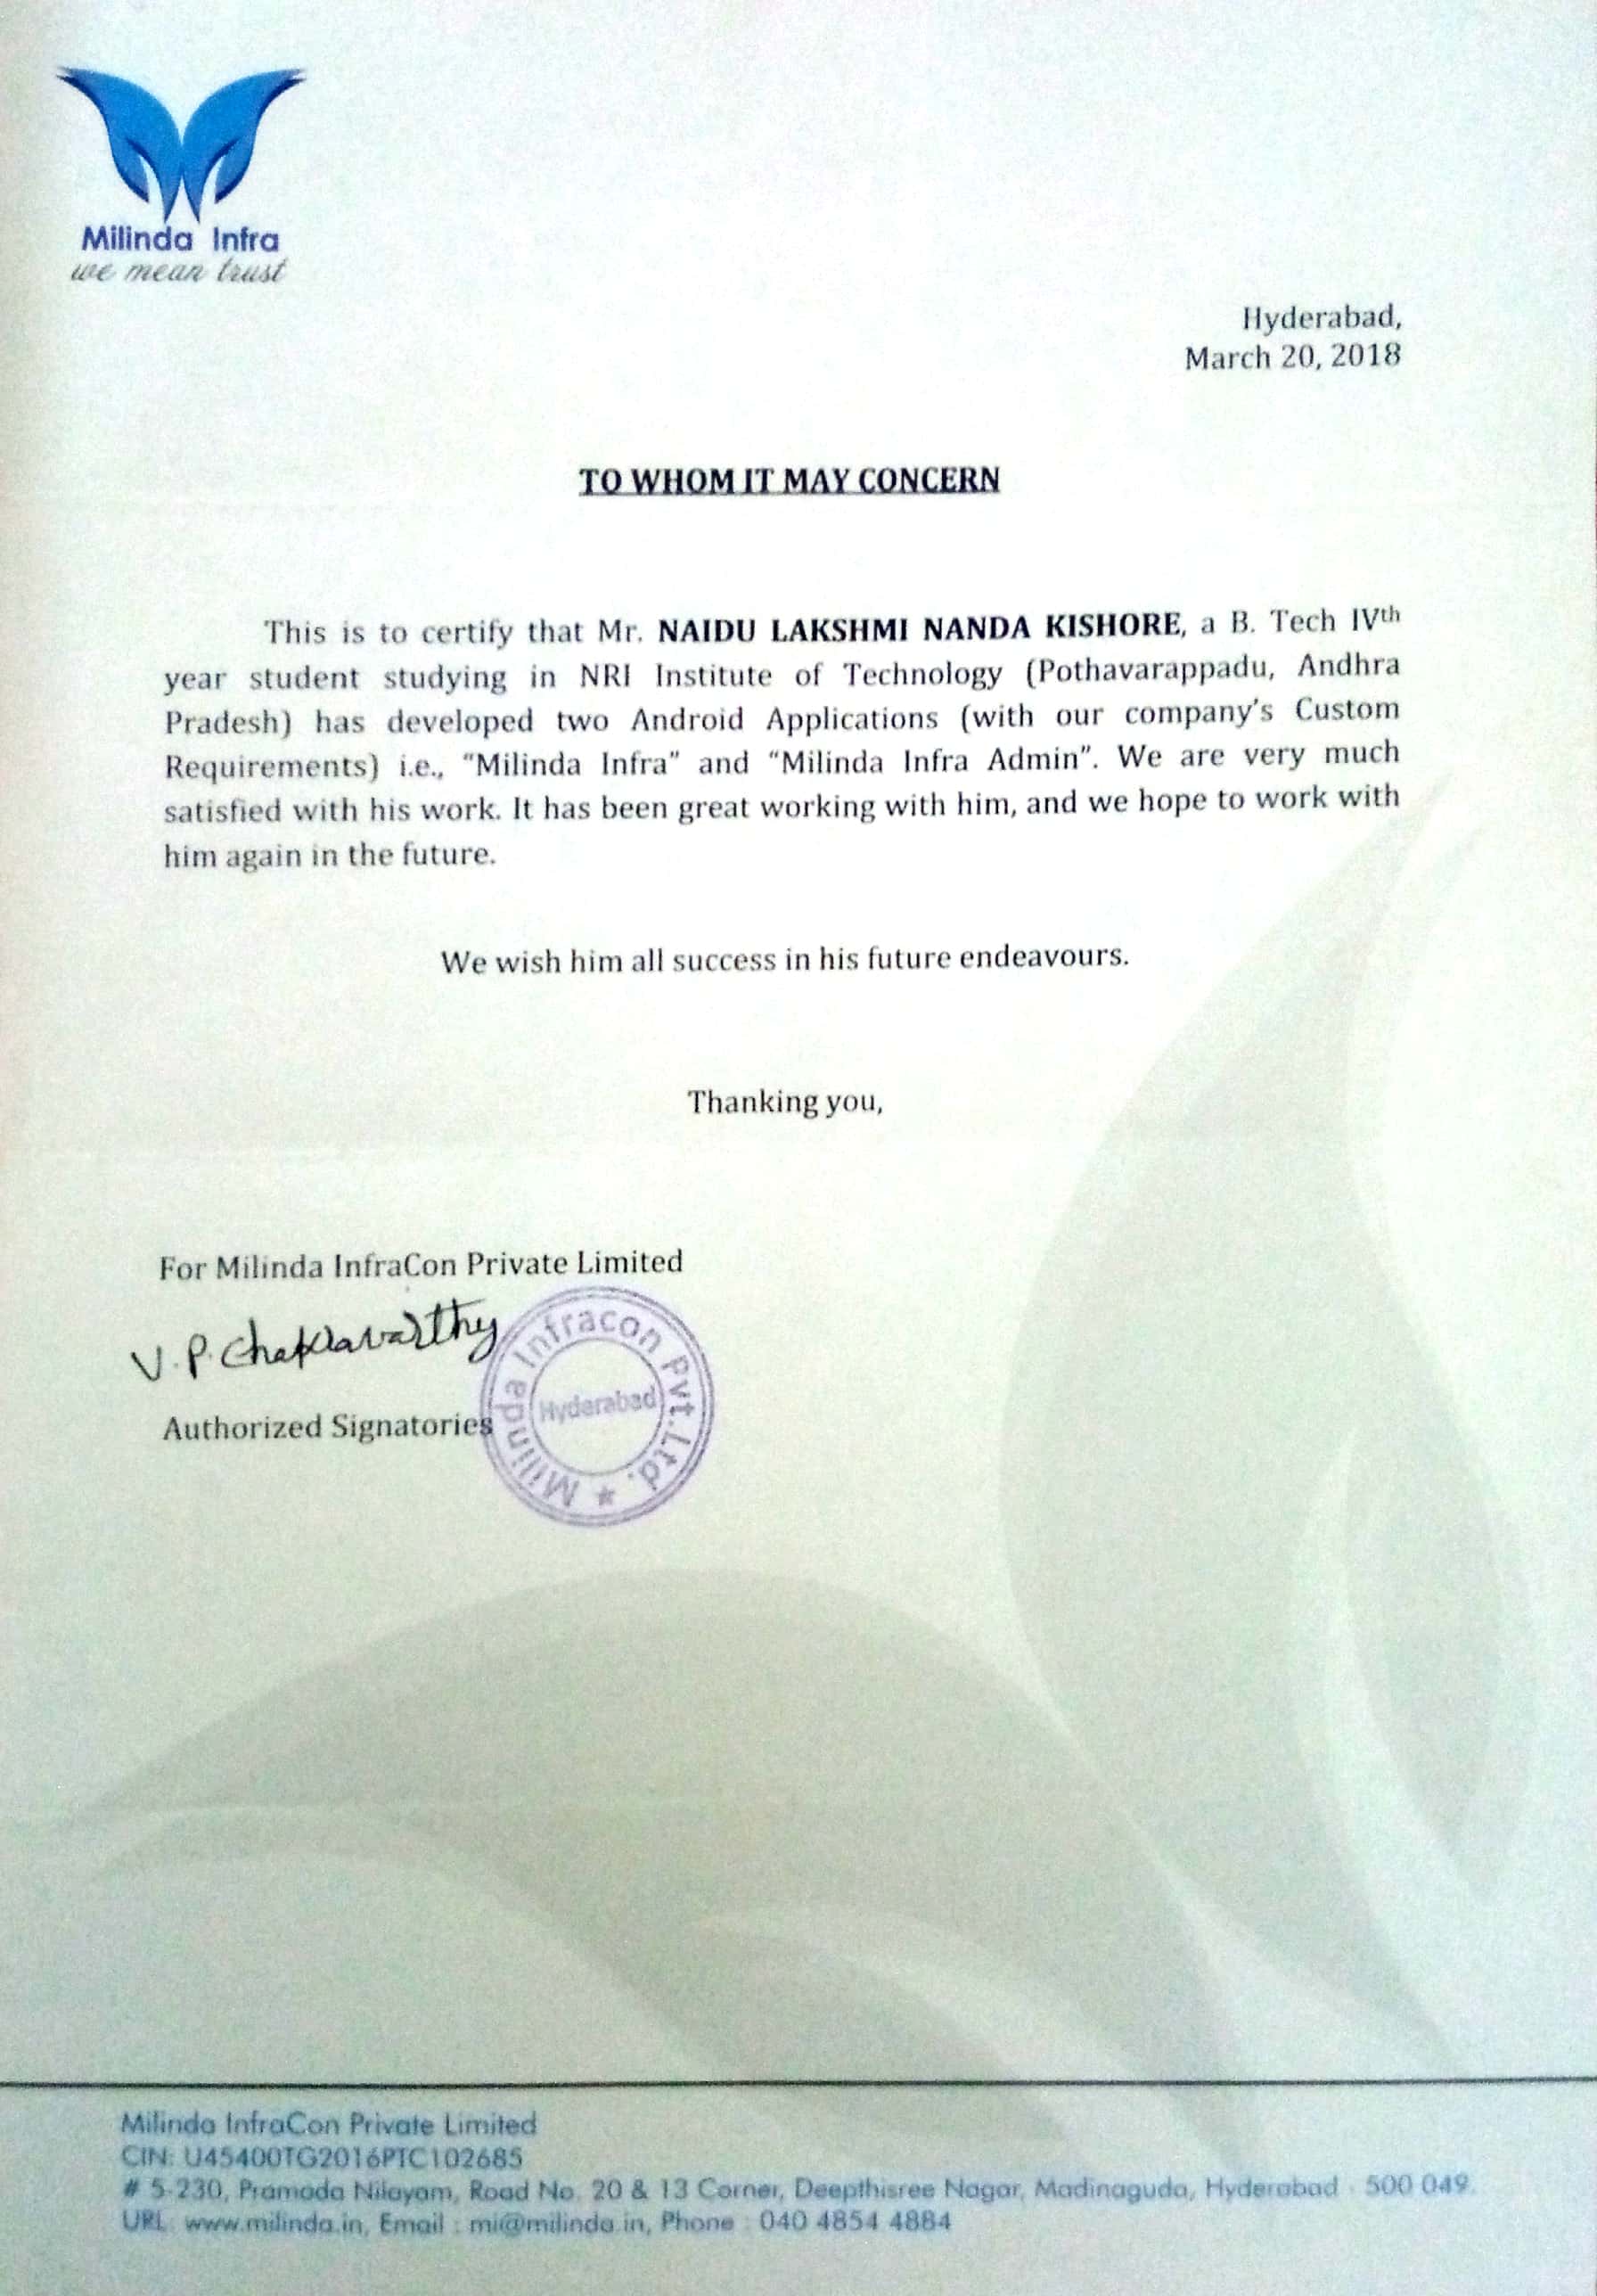 Milinda Infra
we mean trust
Hyderabad,
March 20, 2018
TO WHOM IT MAY CONCERN
This is to certify that Mr. NAIDU LAKSHMI NANDA KISHORE, a B. Tech IVth
year student studying in NRI Institute of Technology (Pothavarappadu, Andhra
Pradesh) has developed two Android Applications (with our company's Custom
Requirements) i.e., “Milinda Infra” and “Milinda Infra Admin”. We are very much
satisfied with his work. It has been great working with him, and we hope to work with
him again in the future.
We wish him all success in his future endeavours.
Thanking you,
For Milinda InfraCon Private Limited
V.P. Chakravarthy
Milinda Infracon Pvt. Ltd. ★
Hyderabad
Authorized Signatories
Milinda InfraCon Private Limited
CIN: U45400TG2016PTC102685
# 5-230, Pramoda Nilayam, Road No. 20 & 13 Corner, Deepthisree Nagar, Madinaguda, Hyderabad - 500 049.
URL: www.milinda.in, Email : mi@milinda.in, Phone : 040 4854 4884